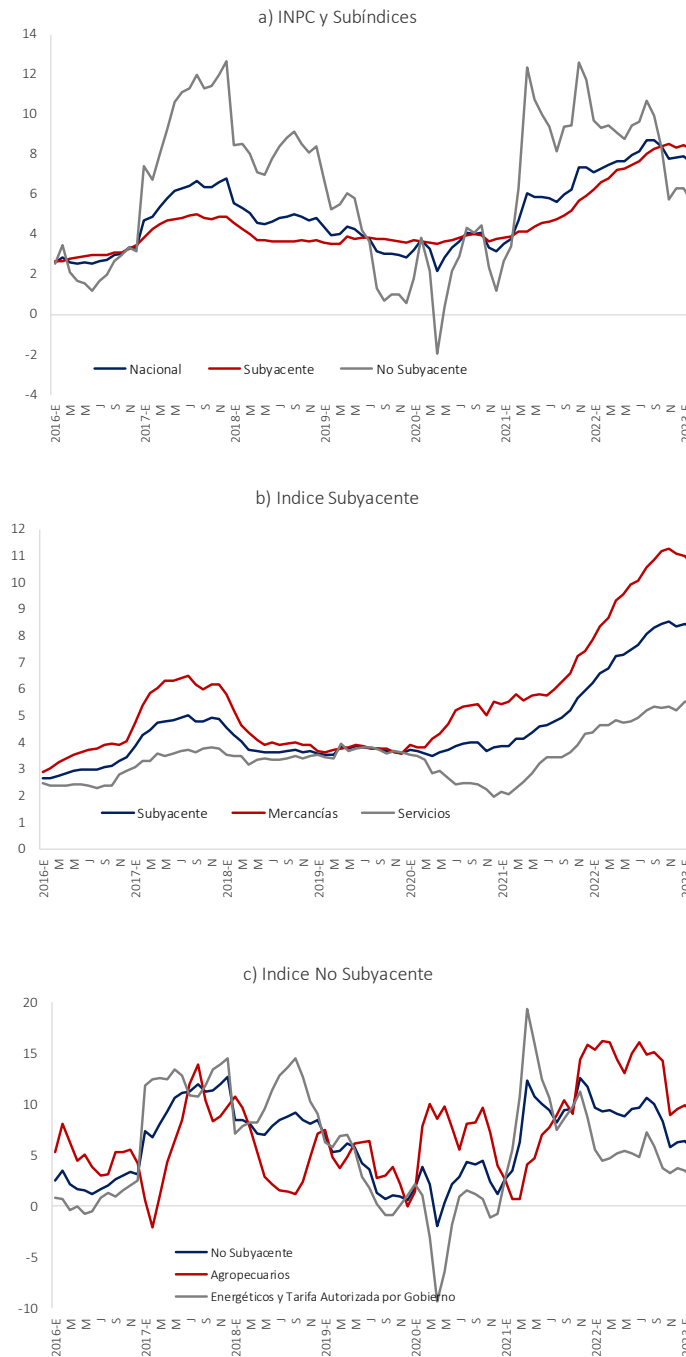 a) INPC y Subíndices
14
12
10
8
6
4
2
0
-2
-4
Nacional Subyacente No Subyacente
2016-E M M J S N 2017-E M M J S N 2018-E M M J S N 2019-E M M J S N 2020-E M M J S N 2021-E M M J S N 2022-E M M J S N 2023-E
b) Indice Subyacente
12
11
10
9
8
7
6
5
4
3
2
1
0
Subyacente Mercancías Servicios
2016-E M M J S N 2017-E M M J S N 2018-E M M J S N 2019-E M M J S N 2020-E M M J S N 2021-E M M J S N 2022-E M M J S N 2023-E
c) Indice No Subyacente
20
15
10
5
0
-5
-10
No Subyacente
Agropecuarios
Energéticos y Tarifa Autorizada por Gobierno
2016-E M M J S N 2017-E M M J S N 2018-E M M J S N 2019-E M M J S N 2020-E M M J S N 2021-E M M J S N 2022-E M M J S N 2023-E